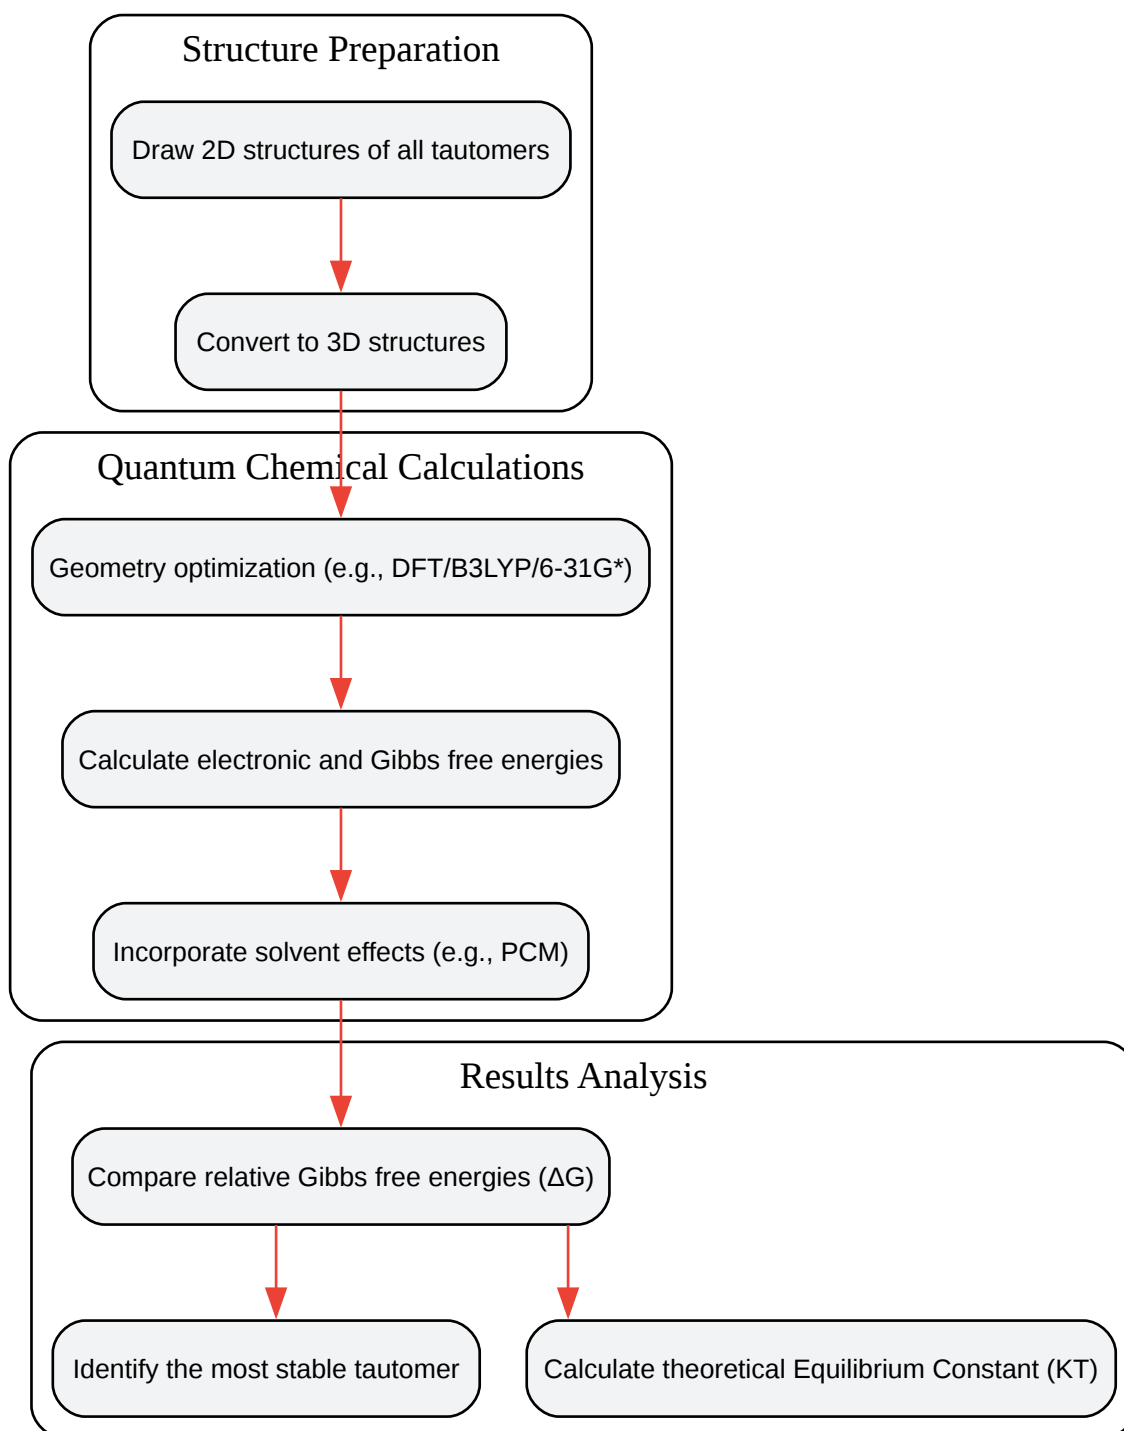 Structure Preparation
Draw 2D structures of all tautomers
Convert to 3D structures
Quantum Chemical Calculations
Geometry optimization (e.g., DFT/B3LYP/6-31G*)
Calculate electronic and Gibbs free energies
Incorporate solvent effects (e.g., PCM)
Results Analysis
Compare relative Gibbs free energies (ΔG)
Identify the most stable tautomer
Calculate theoretical Equilibrium Constant (KT)